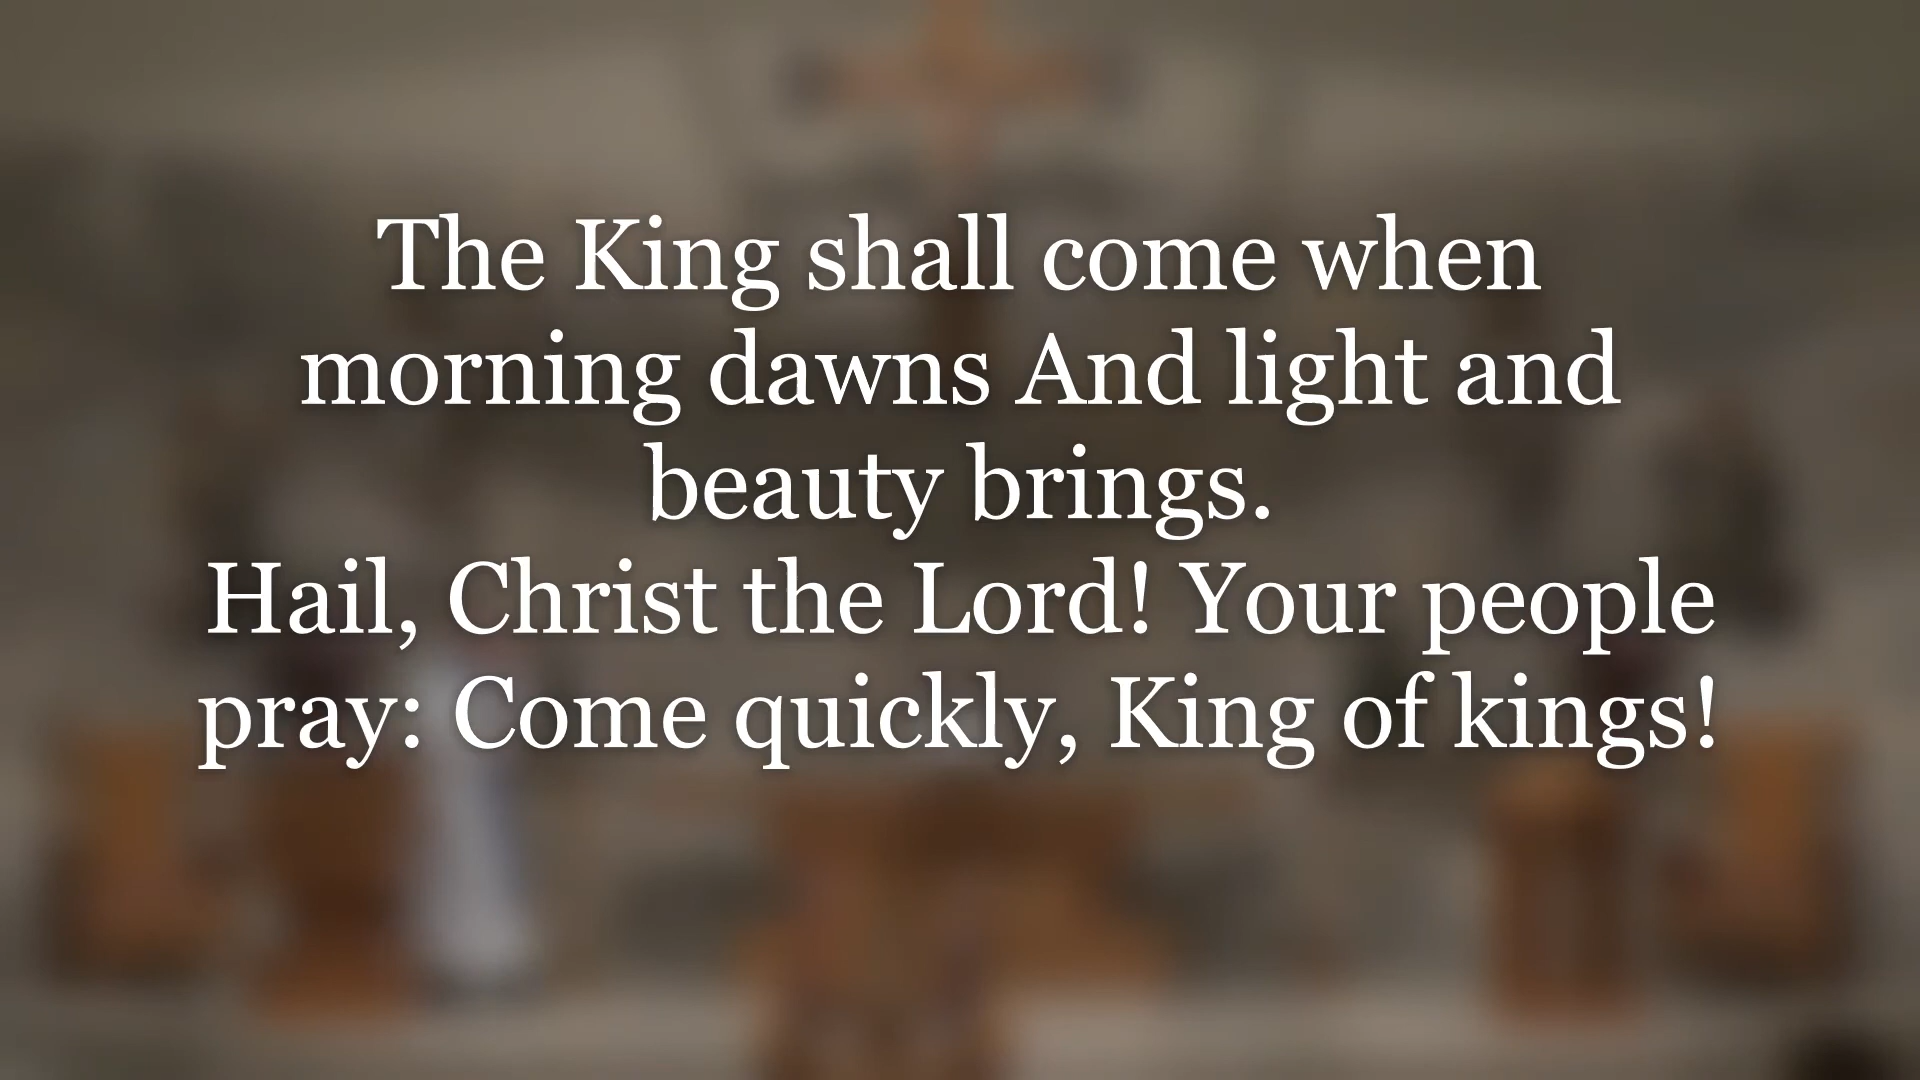 The King shall come when
morning dawns And light and
beauty brings.
Hail, Christ the Lord! Your people
pray: Come quickly, King of kings!